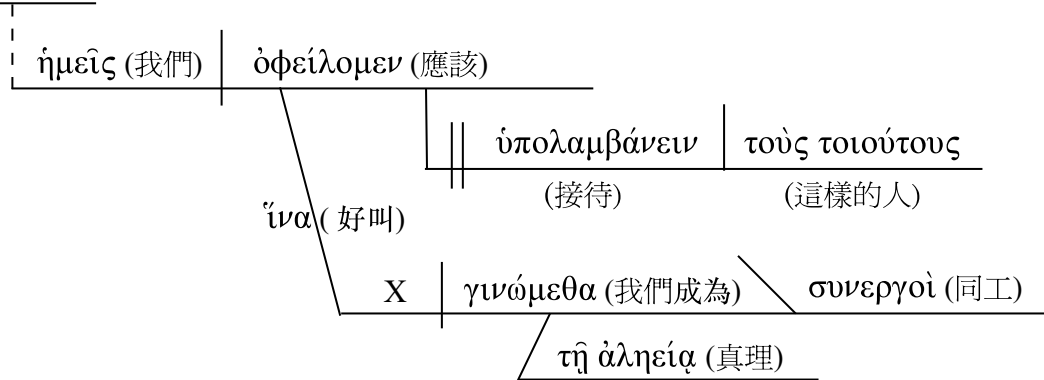 ἡμεῖς (我們) ὀφείλομεν (應該)
ὑπολαμβάνειν τοὺς τοιούτους
(接待) (這樣的人)
ἵνα ( 好叫)
X γινώμεθα (我們成為) συνεργοὶ (同工)
τῇ ἀληείᾳ (真理)